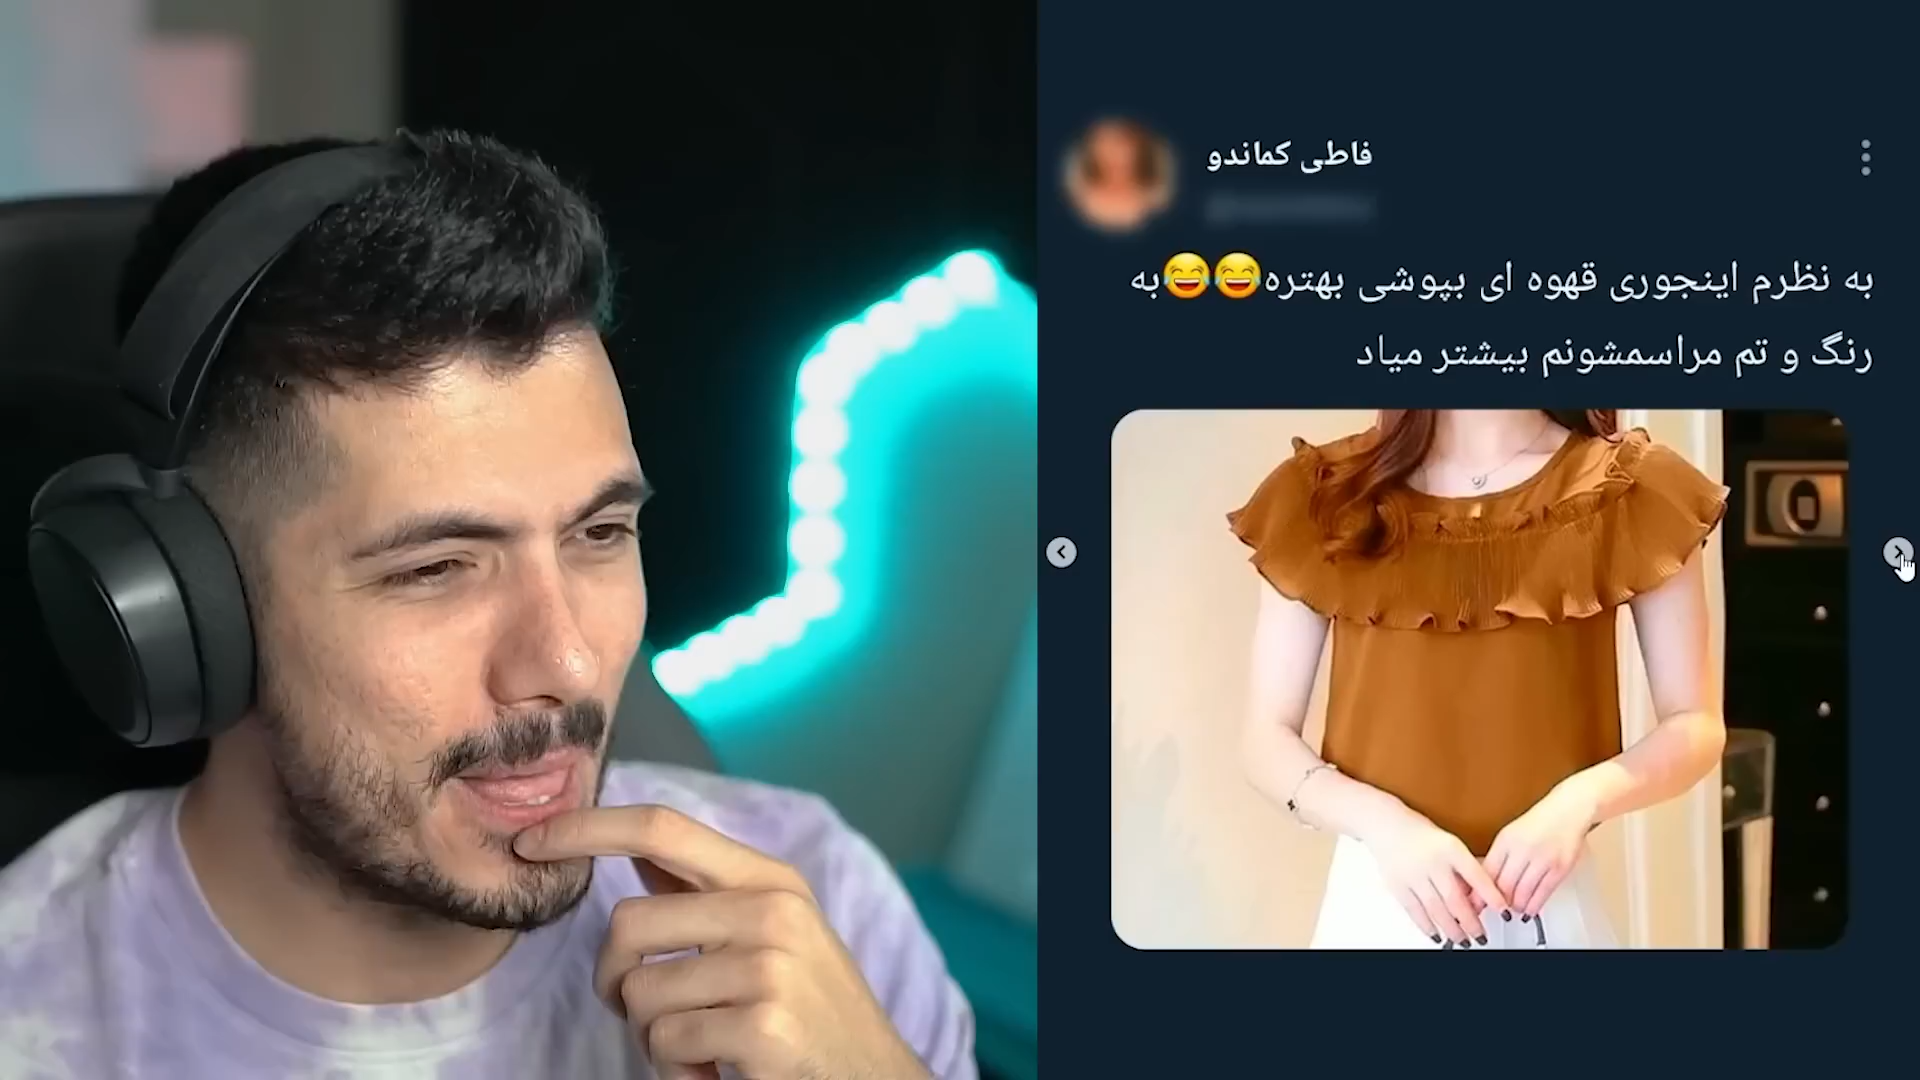 فاطی کماندو
به نظرم اینجوری قهوه ای بپوشی بهتره😂😂به
رنگ و تم مراسمشونم بیشتر میاد